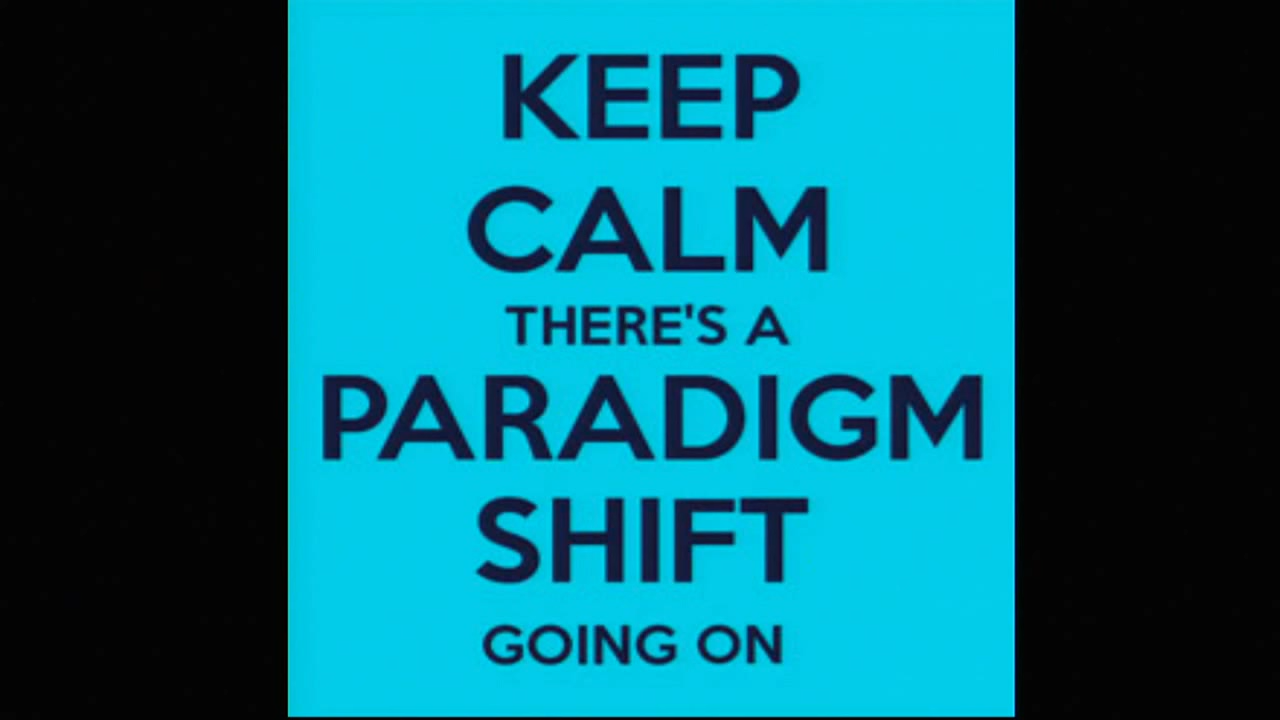 KEEP
CALM
THERE'S A
PARADIGM
SHIFT
GOING ON